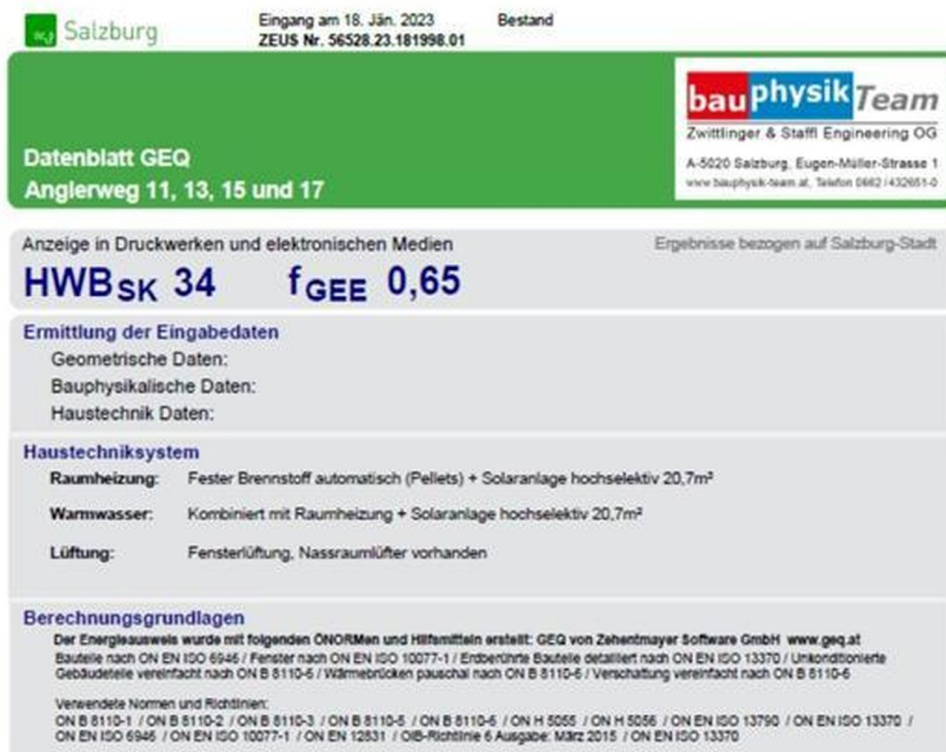 Salzburg
Eingang am 18. Jän. 2023
Bestand
ZEUS Nr. 56528.23.181998.01
bauphysikTeam
Zwittlinger & Staffl Engineering OG
A-5020 Salzburg, Eugen-Müller-Strasse 1
www.bauphysik-team.at, Telefon 0662 / 432651-0
Datenblatt GEQ
Anglerweg 11, 13, 15 und 17
Anzeige in Druckwerken und elektronischen Medien
Ergebnisse bezogen auf Salzburg-Stadt
HWBSK 34 fGEE 0,65
Ermittlung der Eingabedaten
Geometrische Daten:
Bauphysikalische Daten:
Haustechnik Daten:
Haustechniksystem
Raumheizung: Fester Brennstoff automatisch (Pellets) + Solaranlage hochselektiv 20,7m²
Warmwasser: Kombiniert mit Raumheizung + Solaranlage hochselektiv 20,7m²
Lüftung: Fensterlüftung, Nassraumlüfter vorhanden
Berechnungsgrundlagen
Der Energieausweis wurde mit folgenden ÖNORMen und Hilfsmitteln erstellt: GEQ von Zehentmayer Software GmbH www.geq.at
Bauteile nach ON EN ISO 6946 / Fenster nach ON EN ISO 10077-1 / Erdberührte Bauteile detailliert nach ON EN ISO 13370 / Unkonditionierte
Gebäudeteile vereinfacht nach ON B 8110-6 / Wärmebrücken pauschal nach ON B 8110-6 / Verschattung vereinfacht nach ON B 8110-6
Verwendete Normen und Richtlinien:
ON B 8110-1 / ON B 8110-2 / ON B 8110-3 / ON B 8110-5 / ON B 8110-6 / ON H 5055 / ON H 5056 / ON EN ISO 13790 / ON EN ISO 13370 /
ON EN ISO 6946 / ON EN ISO 10077-1 / ON EN 12831 / OIB-Richtlinie 6 Ausgabe: März 2015 / ON EN ISO 13370